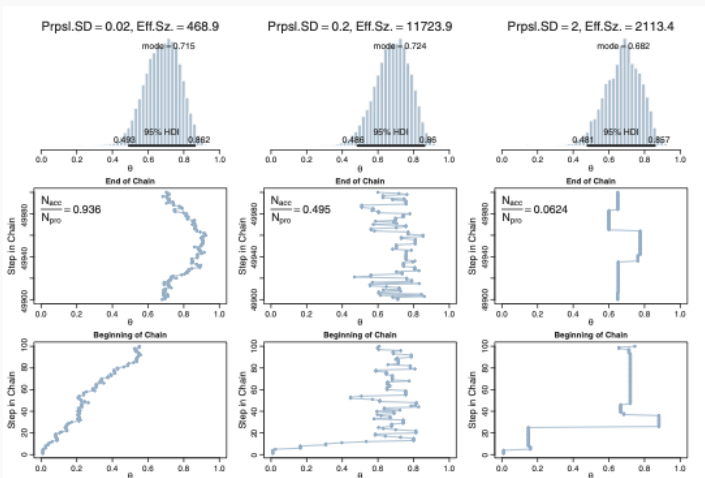 Prpsl.SD = 0.02, Eff.Sz. = 468.9
mode = 0.715
95% HDI
0.493 0.862
0.0 0.2 0.4 0.6 0.8 1.0
θ
End of Chain
Nacc
Npro
= 0.936
Step in Chain
49900 49940 49980
0.0 0.2 0.4 0.6 0.8 1.0
θ
Beginning of Chain
Step in Chain
0 20 40 60 80 100
0.0 0.2 0.4 0.6 0.8 1.0
θ
Prpsl.SD = 0.2, Eff.Sz. = 11723.9
mode = 0.724
95% HDI
0.486 0.86
0.0 0.2 0.4 0.6 0.8 1.0
θ
End of Chain
Nacc
Npro
= 0.495
Step in Chain
49900 49940 49980
0.0 0.2 0.4 0.6 0.8 1.0
θ
Beginning of Chain
Step in Chain
0 20 40 60 80 100
0.0 0.2 0.4 0.6 0.8 1.0
θ
Prpsl.SD = 2, Eff.Sz. = 2113.4
mode = 0.682
95% HDI
0.481 0.857
0.0 0.2 0.4 0.6 0.8 1.0
θ
End of Chain
Nacc
Npro
= 0.0624
Step in Chain
49900 49940 49980
0.0 0.2 0.4 0.6 0.8 1.0
θ
Beginning of Chain
Step in Chain
0 20 40 60 80 100
0.0 0.2 0.4 0.6 0.8 1.0
θ